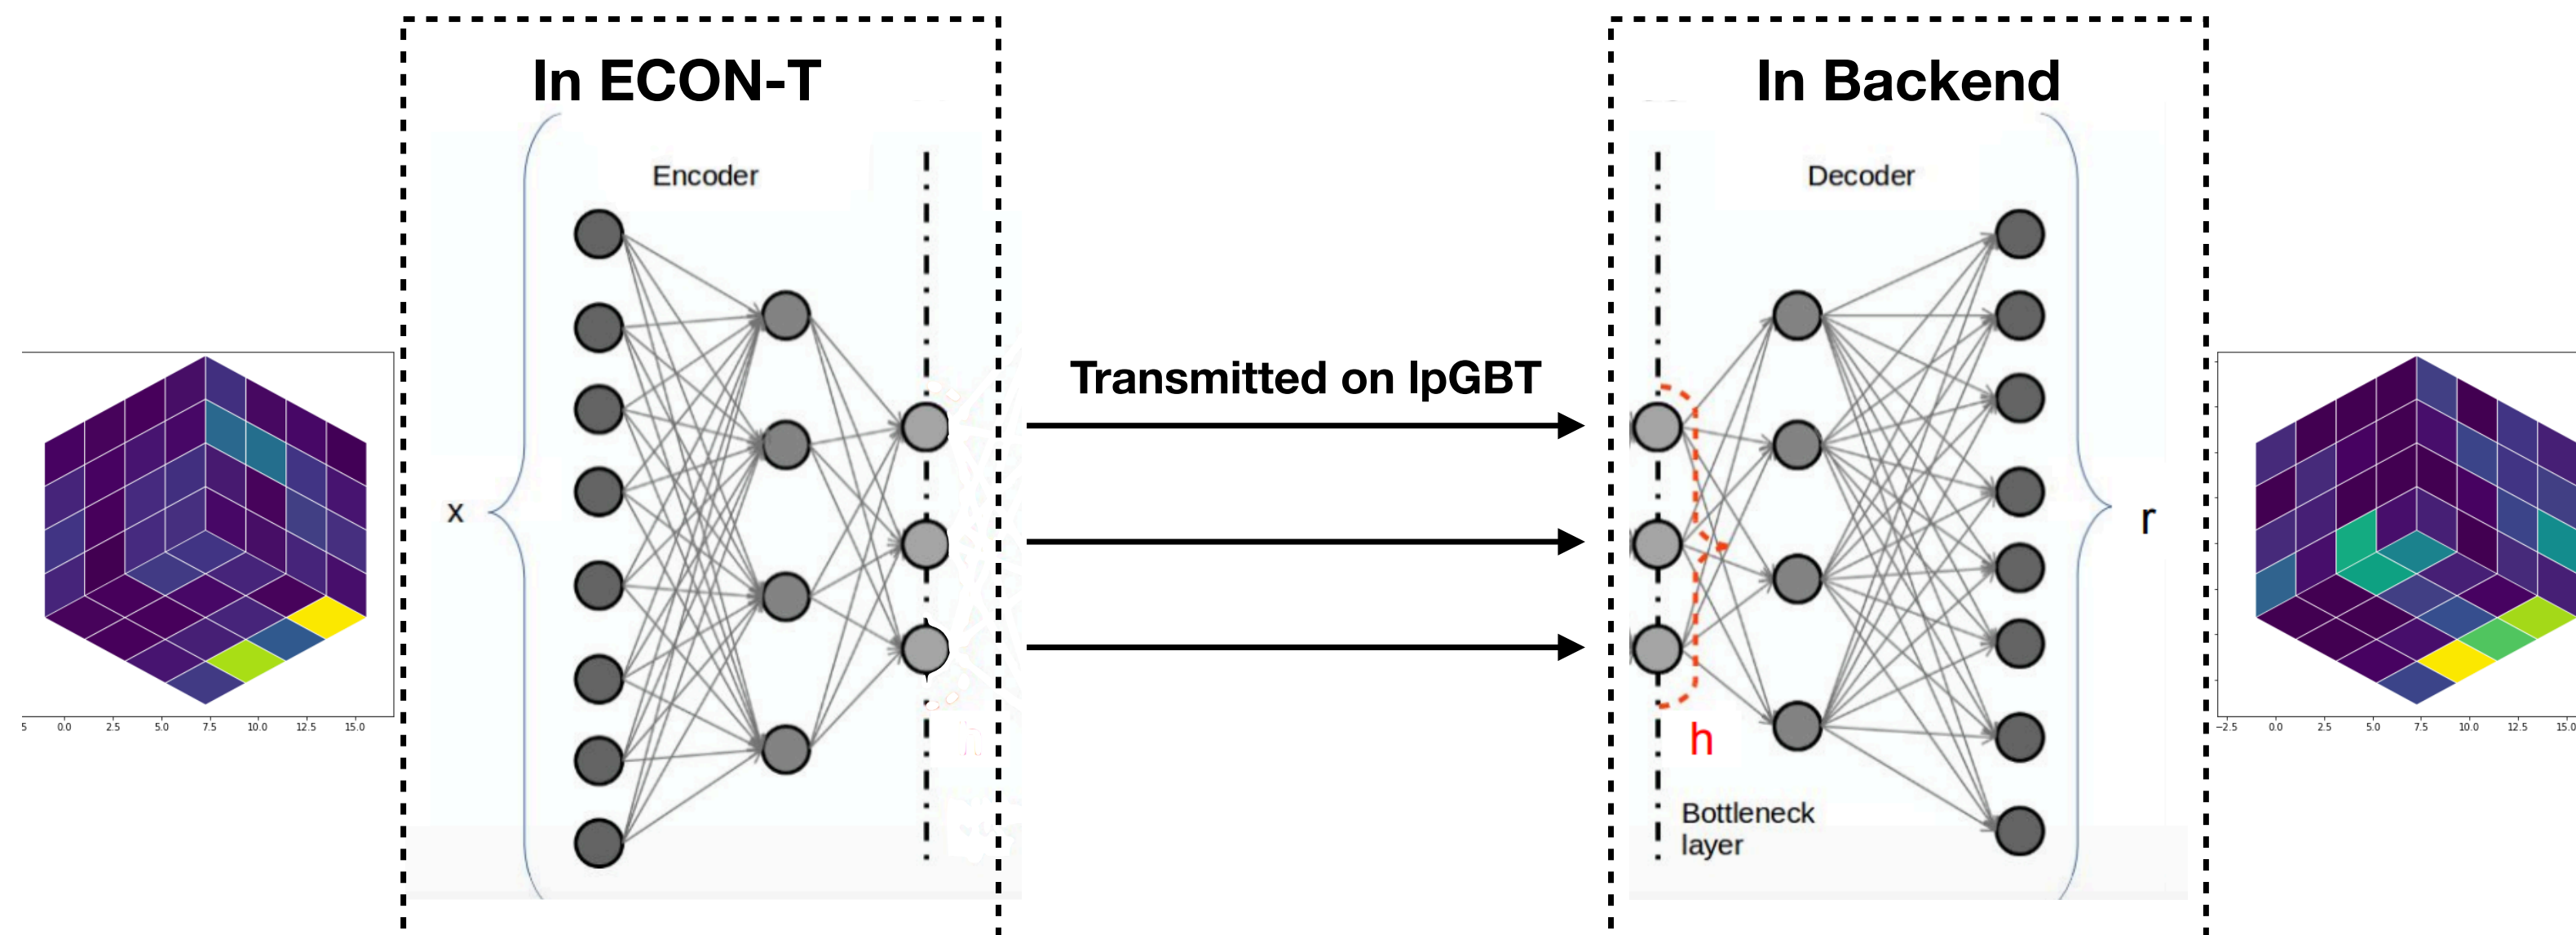 In ECON-T
In Backend
Encoder
Decoder
Transmitted on lpGBT
x
r
h
Bottleneck
layer
5 0.0 2.5 5.0 7.5 10.0 12.5 15.0
−2.5 0.0 2.5 5.0 7.5 10.0 12.5 15.0